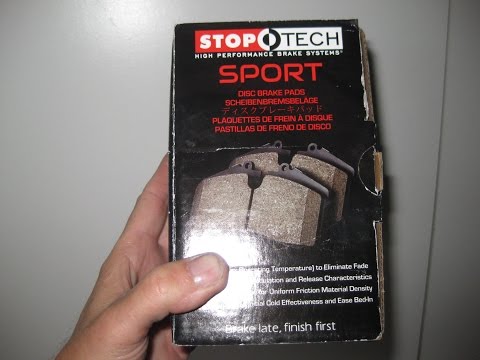 STOPTECH
HIGH PERFORMANCE BRAKE SYSTEMS®
SPORT
DISC BRAKE PADS
SCHEIBENBREMSBELÄGE
ディスクブレーキパッド
PLAQUETTES DE FREIN À DISQUE
PASTILLAS DE FRENO DE DISCO
Temperature) to Eliminate Fade
and Release Characteristics
for Uniform Friction Material Density
Cold Effectiveness and Ease Bed-In
Brake late, finish first